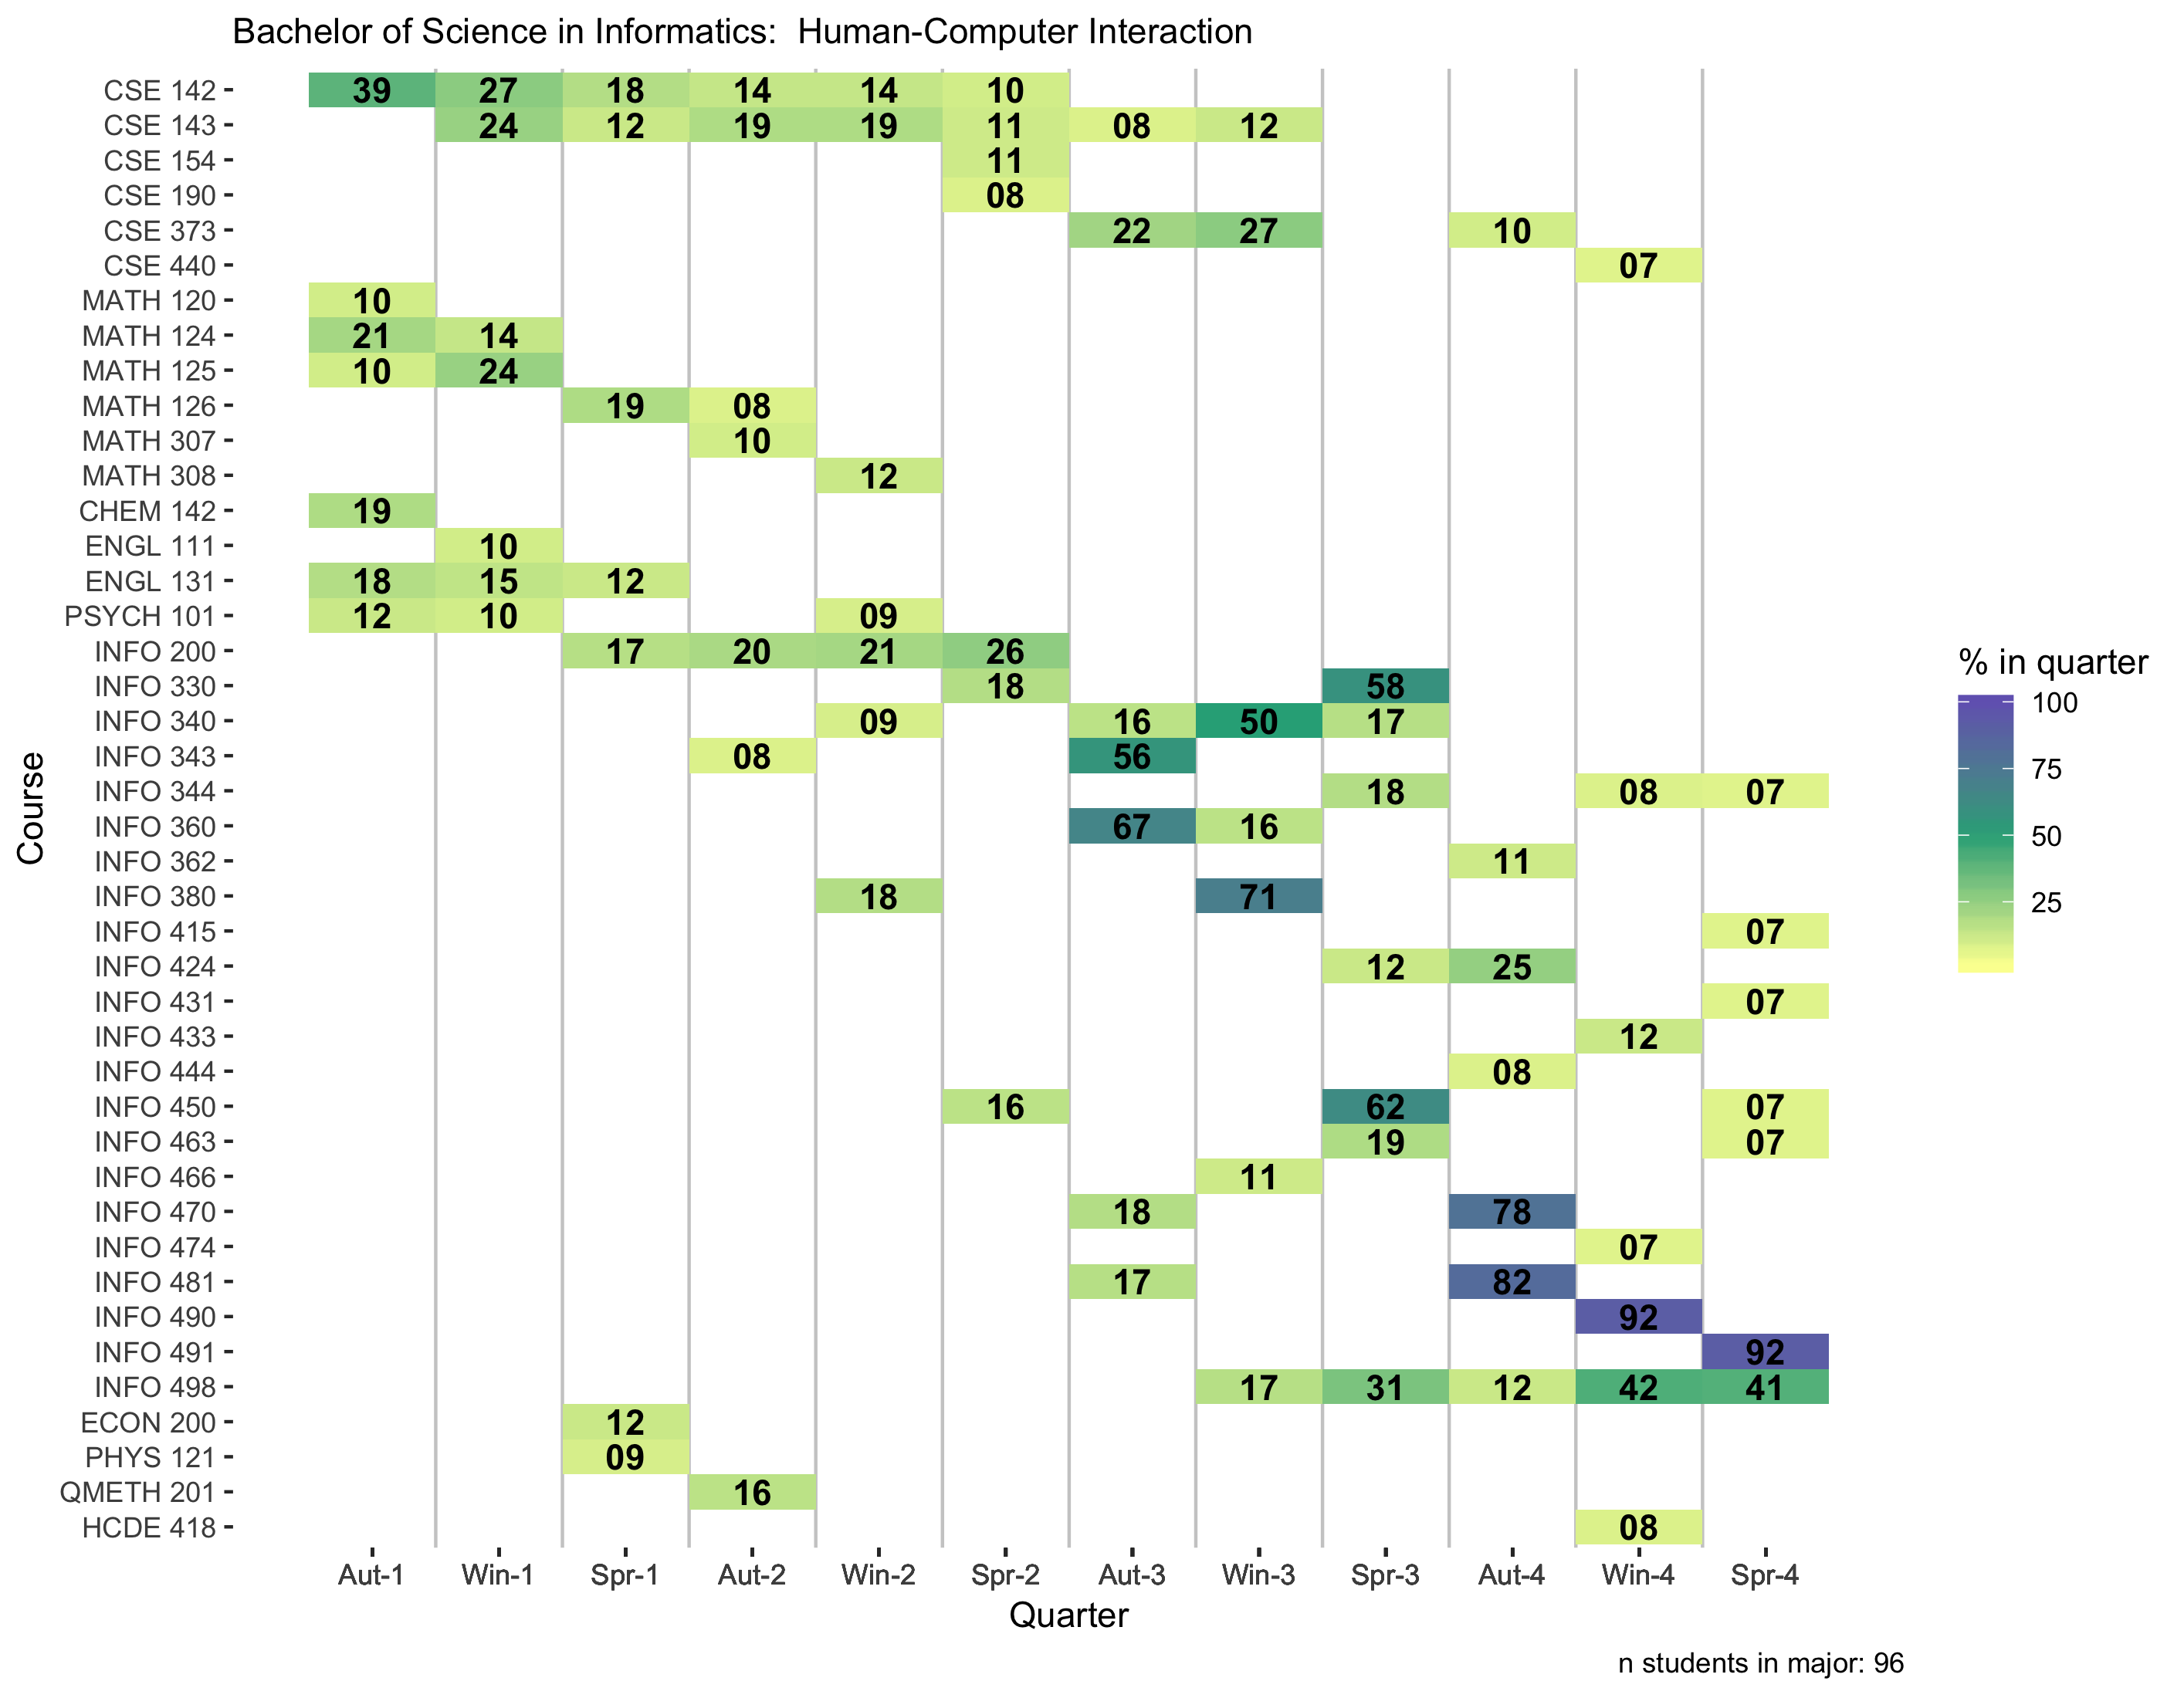 Bachelor of Science in Informatics:  Human-Computer Interaction
CSE 142 39 27 18 14 14 10
CSE 143 24 12 19 19 11 08 12
CSE 154 11
CSE 190 08
CSE 373 22 27 10
CSE 440 07
MATH 120 10
MATH 124 21 14
MATH 125 10 24
MATH 126 19 08
MATH 307 10
MATH 308 12
CHEM 142 19
ENGL 111 10
ENGL 131 18 15 12
PSYCH 101 12 10 09
INFO 200 17 20 21 26
INFO 330 18 58
INFO 340 09 16 50 17
INFO 343 08 56
INFO 344 18 08 07
INFO 360 67 16
INFO 362 11
INFO 380 18 71
INFO 415 07
INFO 424 12 25
INFO 431 07
INFO 433 12
INFO 444 08
INFO 450 16 62 07
INFO 463 19 07
INFO 466 11
INFO 470 18 78
INFO 474 07
INFO 481 17 82
INFO 490 92
INFO 491 92
INFO 498 17 31 12 42 41
ECON 200 12
PHYS 121 09
QMETH 201 16
HCDE 418 08
Aut-1 Win-1 Spr-1 Aut-2 Win-2 Spr-2 Aut-3 Win-3 Spr-3 Aut-4 Win-4 Spr-4
Quarter
Course
% in quarter
100
75
50
25
n students in major: 96